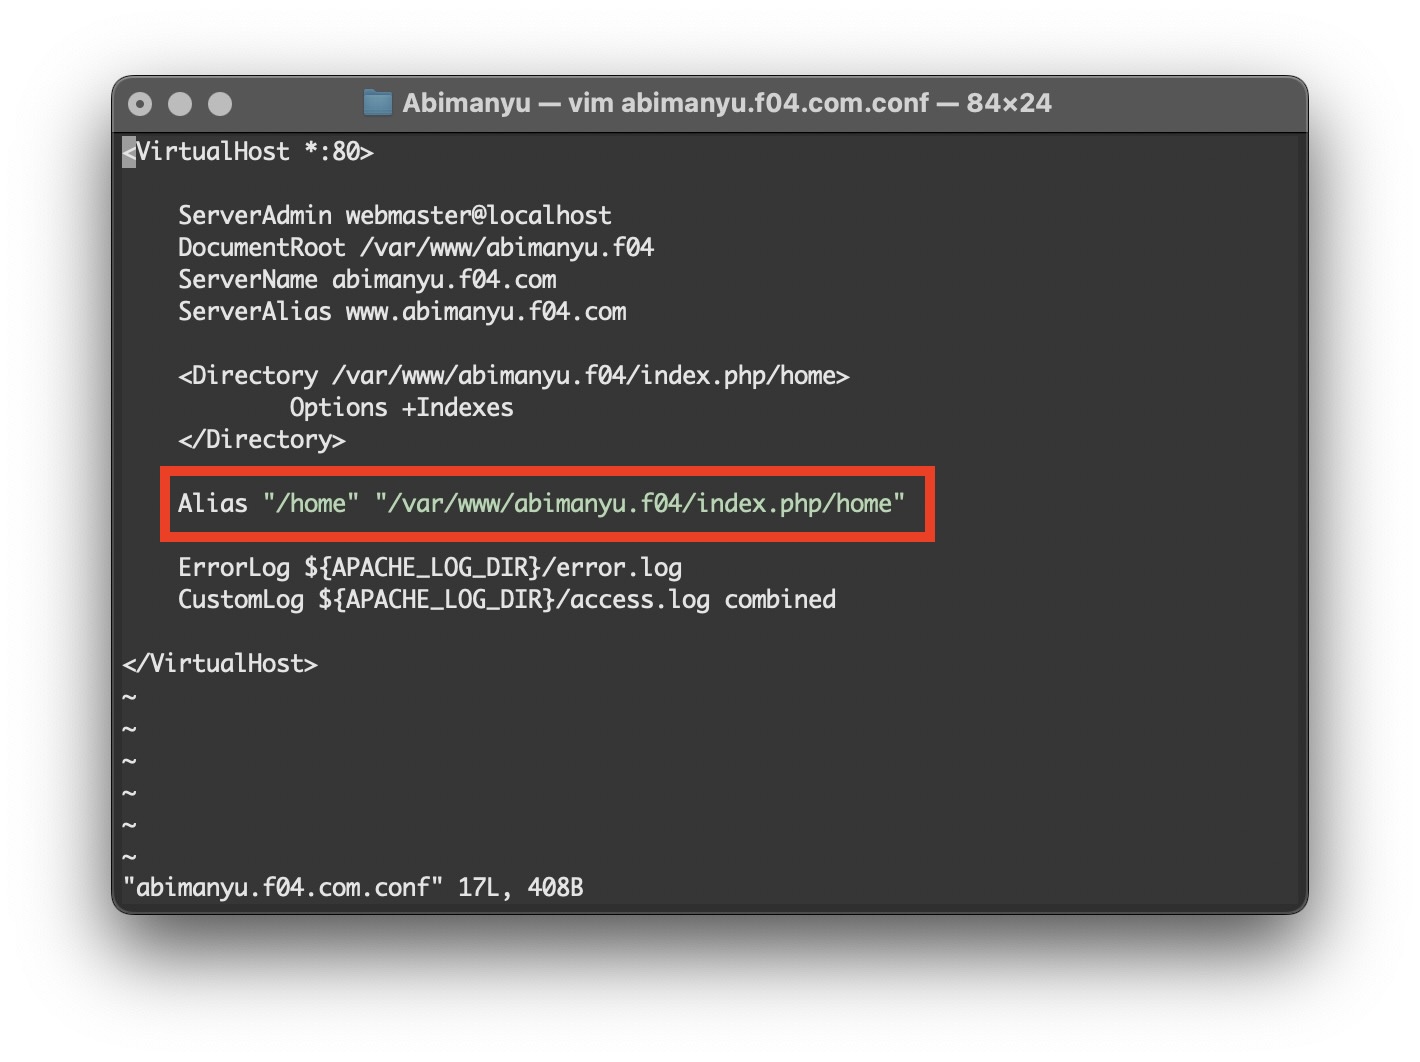 Abimanyu — vim abimanyu.f04.com.conf — 84×24
<VirtualHost *:80>
ServerAdmin webmaster@localhost
DocumentRoot /var/www/abimanyu.f04
ServerName abimanyu.f04.com
ServerAlias www.abimanyu.f04.com
<Directory /var/www/abimanyu.f04/index.php/home>
Options +Indexes
</Directory>
Alias "/home" "/var/www/abimanyu.f04/index.php/home"
ErrorLog ${APACHE_LOG_DIR}/error.log
CustomLog ${APACHE_LOG_DIR}/access.log combined
</VirtualHost>
~
~
~
~
~
~
"abimanyu.f04.com.conf" 17L, 408B